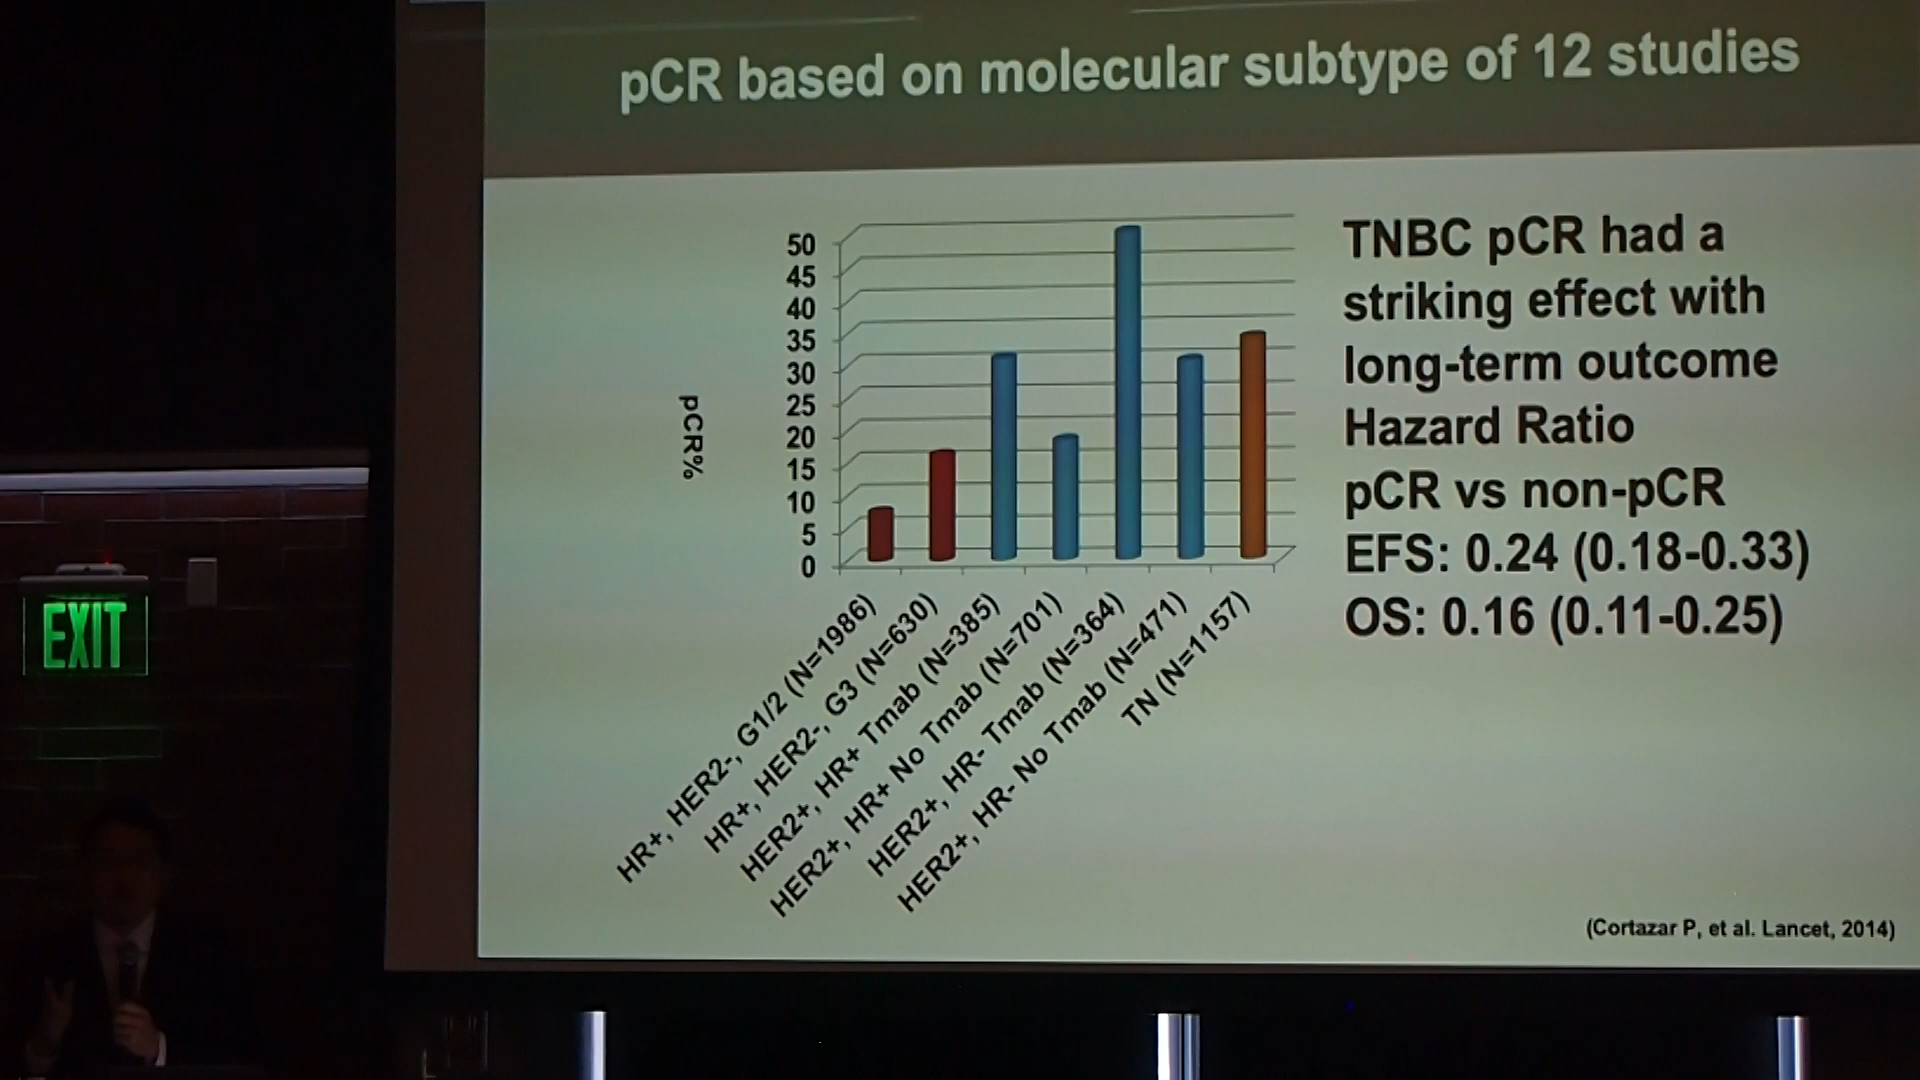 pCR based on molecular subtype of 12 studies
50
45
40
35
30
25
20
15
10
5
0
pCR%
HR+, HER2-, G1/2 (N=1986)
HR+, HER2-, G3 (N=630)
HER2+, HR+ Tmab (N=385)
HER2+, HR+ No Tmab (N=701)
HER2+, HR- Tmab (N=364)
HER2+, HR- No Tmab (N=471)
TN (N=1157)
TNBC pCR had a
striking effect with
long-term outcome
Hazard Ratio
pCR vs non-pCR
EFS: 0.24 (0.18-0.33)
OS: 0.16 (0.11-0.25)
(Cortazar P, et al. Lancet, 2014)
EXIT